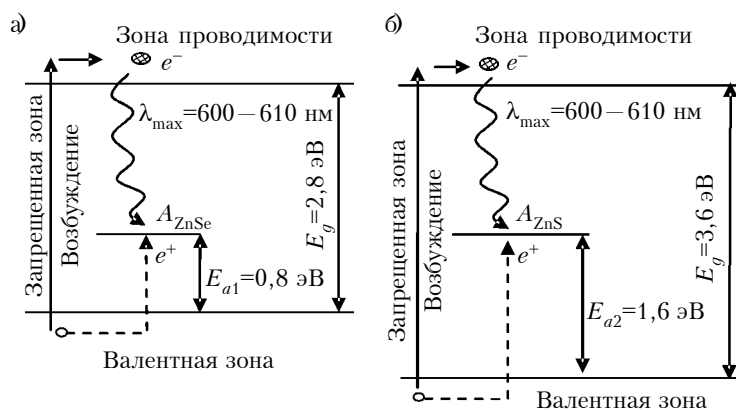 а)
Зона проводимости
e⁻
λmax=600–610 нм
Запрещенная зона
Возбуждение
AZnSe
e⁺
Eg=2,8 эВ
Ea1=0,8 эВ
Валентная зона
б)
Зона проводимости
e⁻
λmax=600–610 нм
Запрещенная зона
Возбуждение
AZnS
e⁺
Eg=3,6 эВ
Ea2=1,6 эВ
Валентная зона